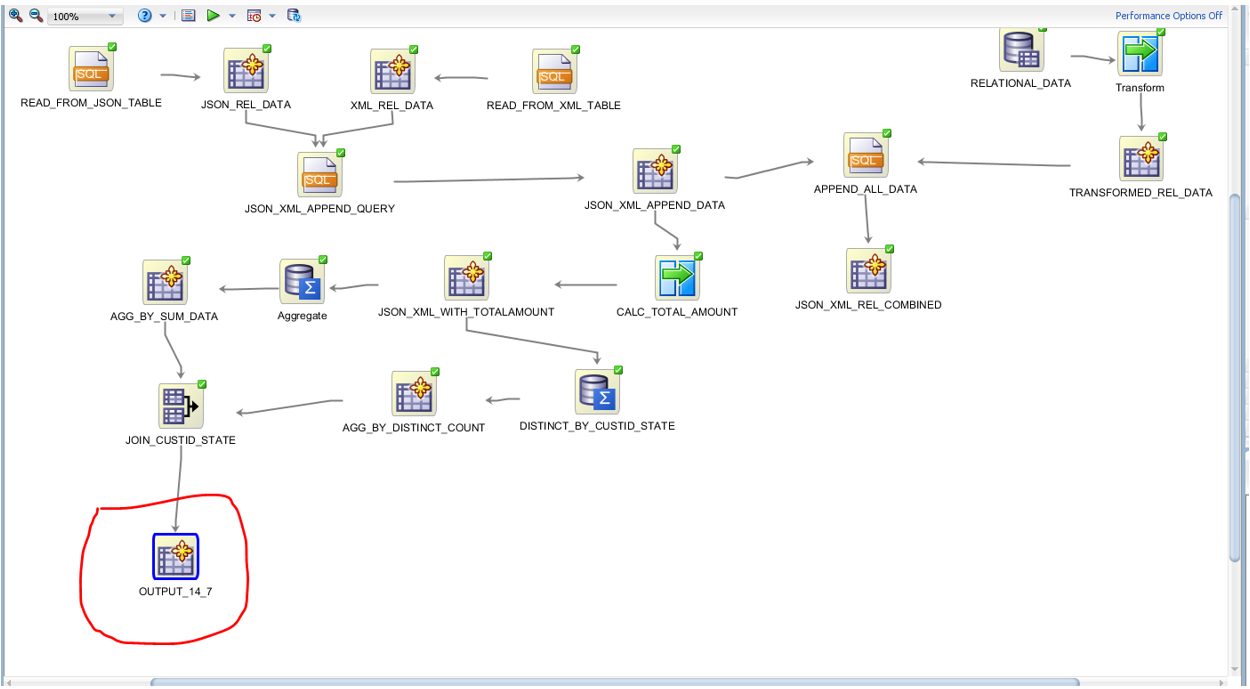 100%
?
Performance Options Off
SQL
READ_FROM_JSON_TABLE
JSON_REL_DATA
XML_REL_DATA
SQL
READ_FROM_XML_TABLE
RELATIONAL_DATA
Transform
SQL
JSON_XML_APPEND_QUERY
JSON_XML_APPEND_DATA
SQL
APPEND_ALL_DATA
TRANSFORMED_REL_DATA
AGG_BY_SUM_DATA
Σ
Aggregate
JSON_XML_WITH_TOTALAMOUNT
CALC_TOTAL_AMOUNT
JSON_XML_REL_COMBINED
JOIN_CUSTID_STATE
AGG_BY_DISTINCT_COUNT
Σ
DISTINCT_BY_CUSTID_STATE
OUTPUT_14_7